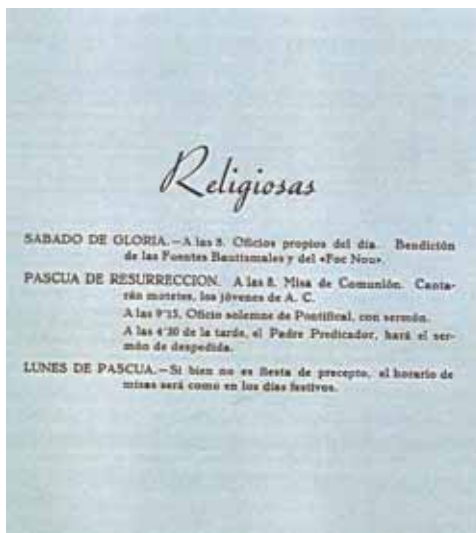 Religiosas
SABADO DE GLORIA.—A las 8. Oficios propios del día. Bendición
de las Fuentes Bautismales y del «Foc Nou».
PASCUA DE RESURRECCION. A las 8. Misa de Comunión. Canta-
rán motetes, los jóvenes de A. C.
A las 9'15. Oficio solemne de Pontifical, con sermón.
A las 4'30 de la tarde, el Padre Predicador, hará el ser-
món de despedida.
LUNES DE PASCUA.—Si bien no es fiesta de precepto, el horario de
misas será como en los días festivos.